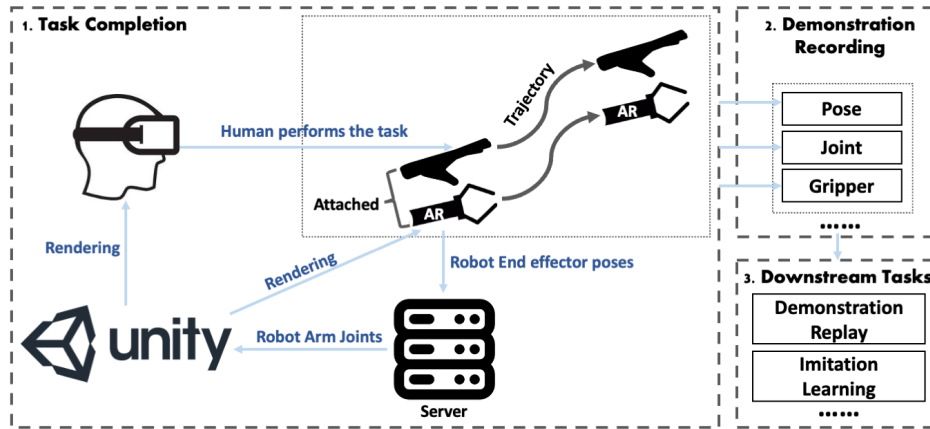 1. Task Completion
Trajectory
AR
Human performs the task
Attached
AR
Rendering
Rendering
Robot End effector poses
unity
Robot Arm Joints
Server
2. Demonstration
Recording
Pose
Joint
Gripper
......
3. Downstream Tasks
Demonstration
Replay
Imitation
Learning
......